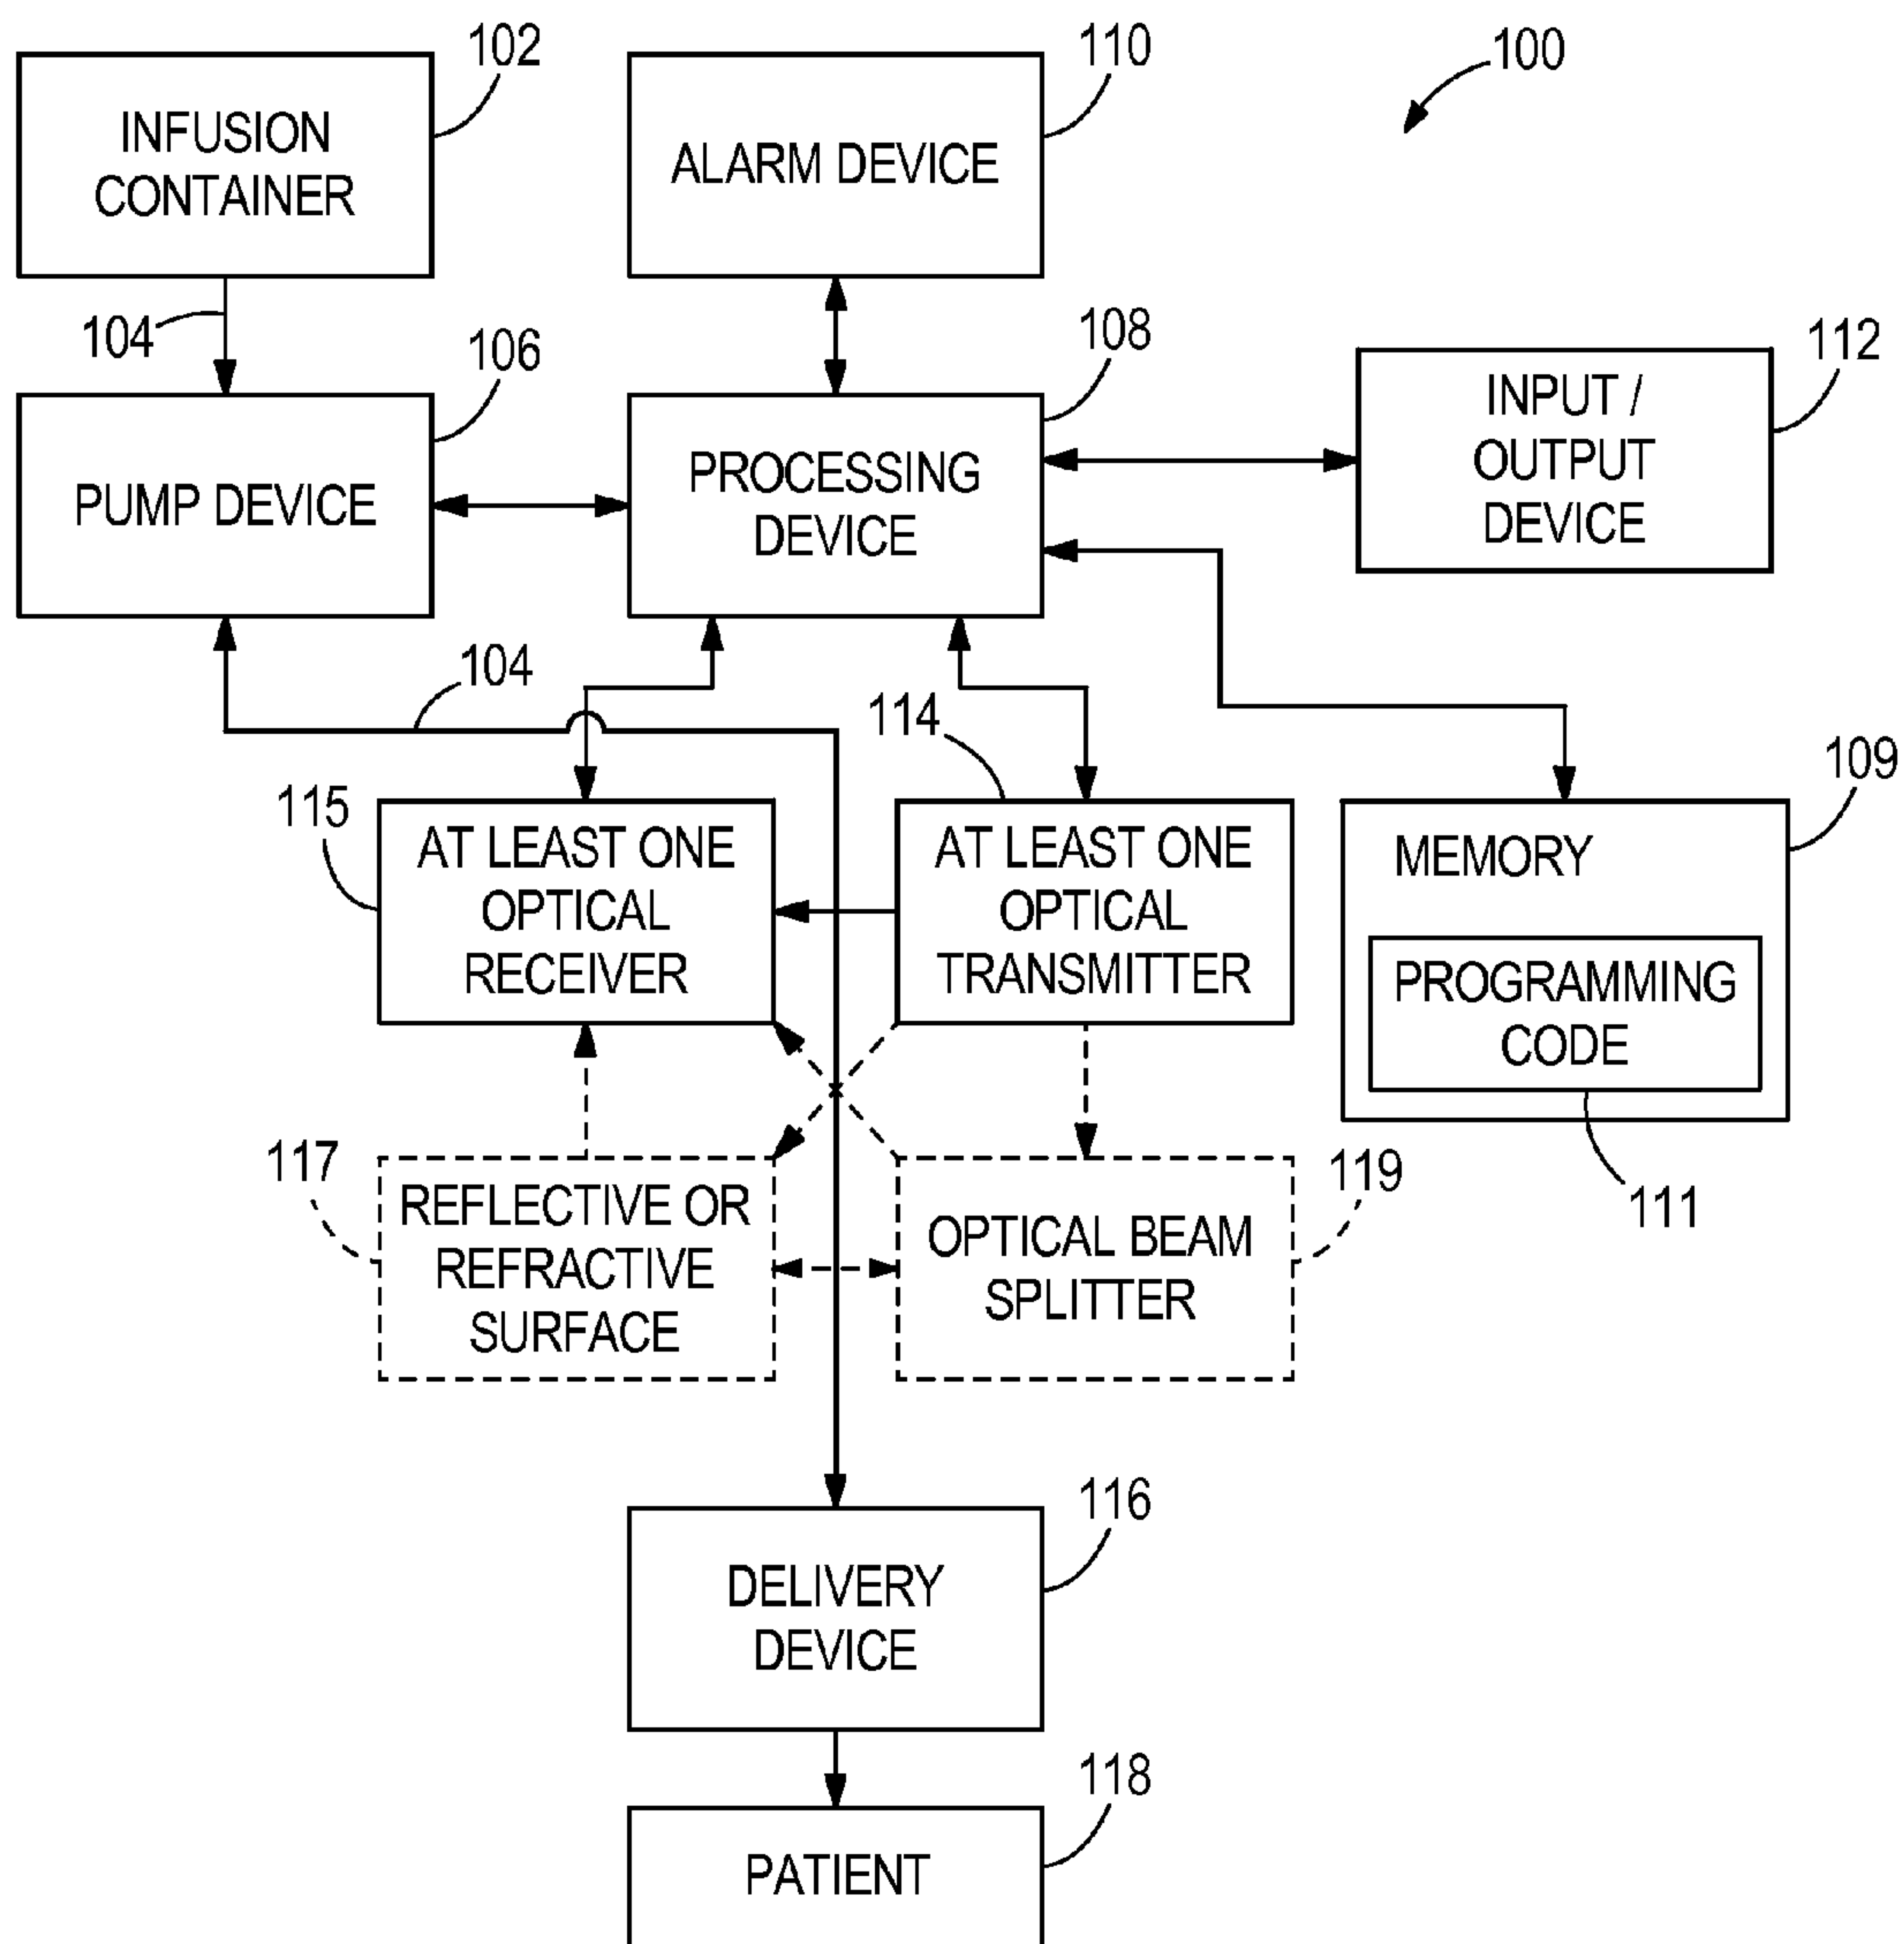 102
110
100
INFUSION
CONTAINER
ALARM DEVICE
104
106
108
112
INPUT /
OUTPUT
DEVICE
PUMP DEVICE
PROCESSING
DEVICE
104
114
109
115
AT LEAST ONE
OPTICAL
RECEIVER
AT LEAST ONE
OPTICAL
TRANSMITTER
MEMORY
PROGRAMMING
CODE
117
119
111
REFLECTIVE OR
REFRACTIVE
SURFACE
OPTICAL BEAM
SPLITTER
116
DELIVERY
DEVICE
118
PATIENT